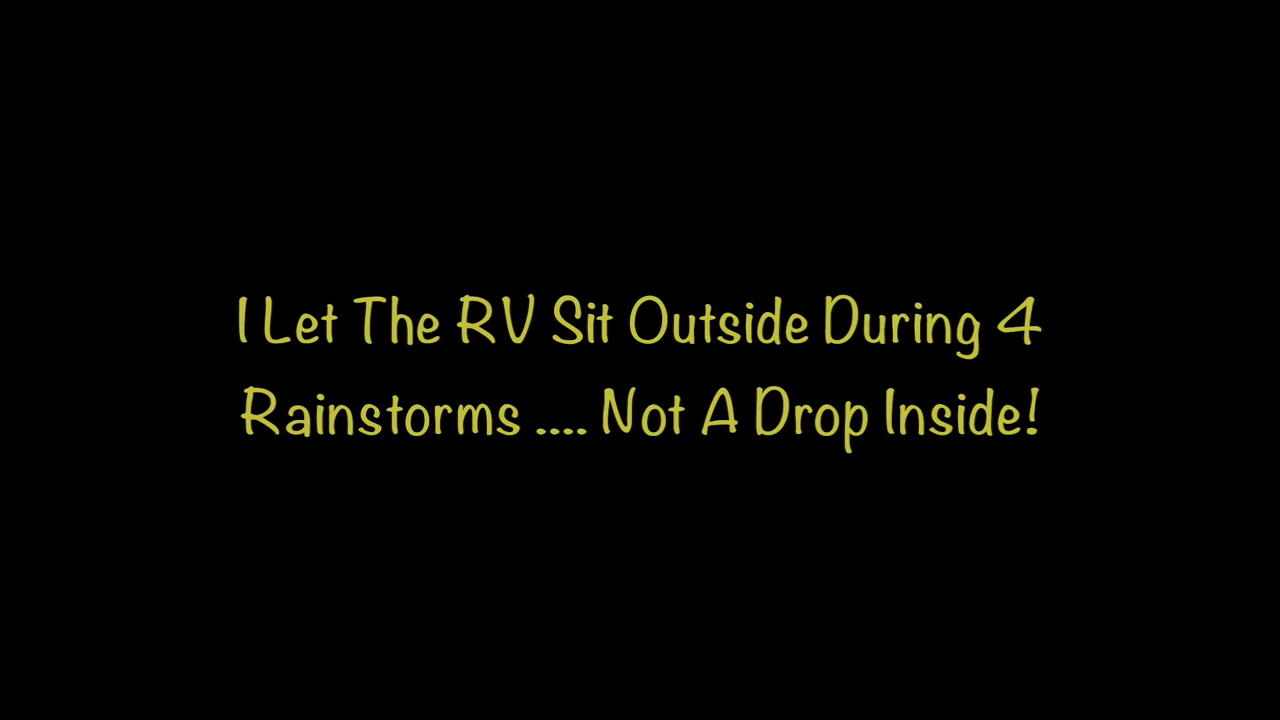 I Let The RV Sit Outside During 4
Rainstorms .... Not A Drop Inside!